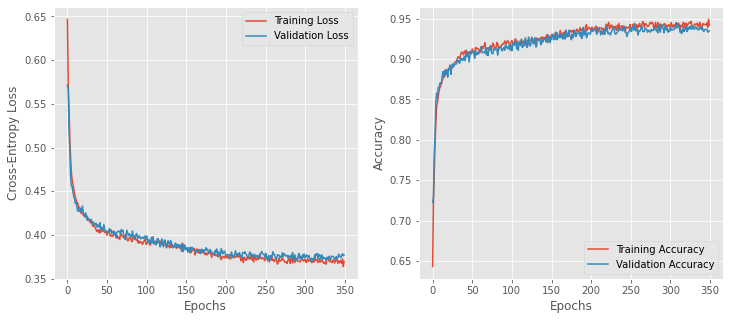 Training Loss
Validation Loss
Cross-Entropy Loss
0.65
0.60
0.55
0.50
0.45
0.40
0.35
0 50 100 150 200 250 300 350
Epochs
Accuracy
0.95
0.90
0.85
0.80
0.75
0.70
0.65
Training Accuracy
Validation Accuracy
0 50 100 150 200 250 300 350
Epochs